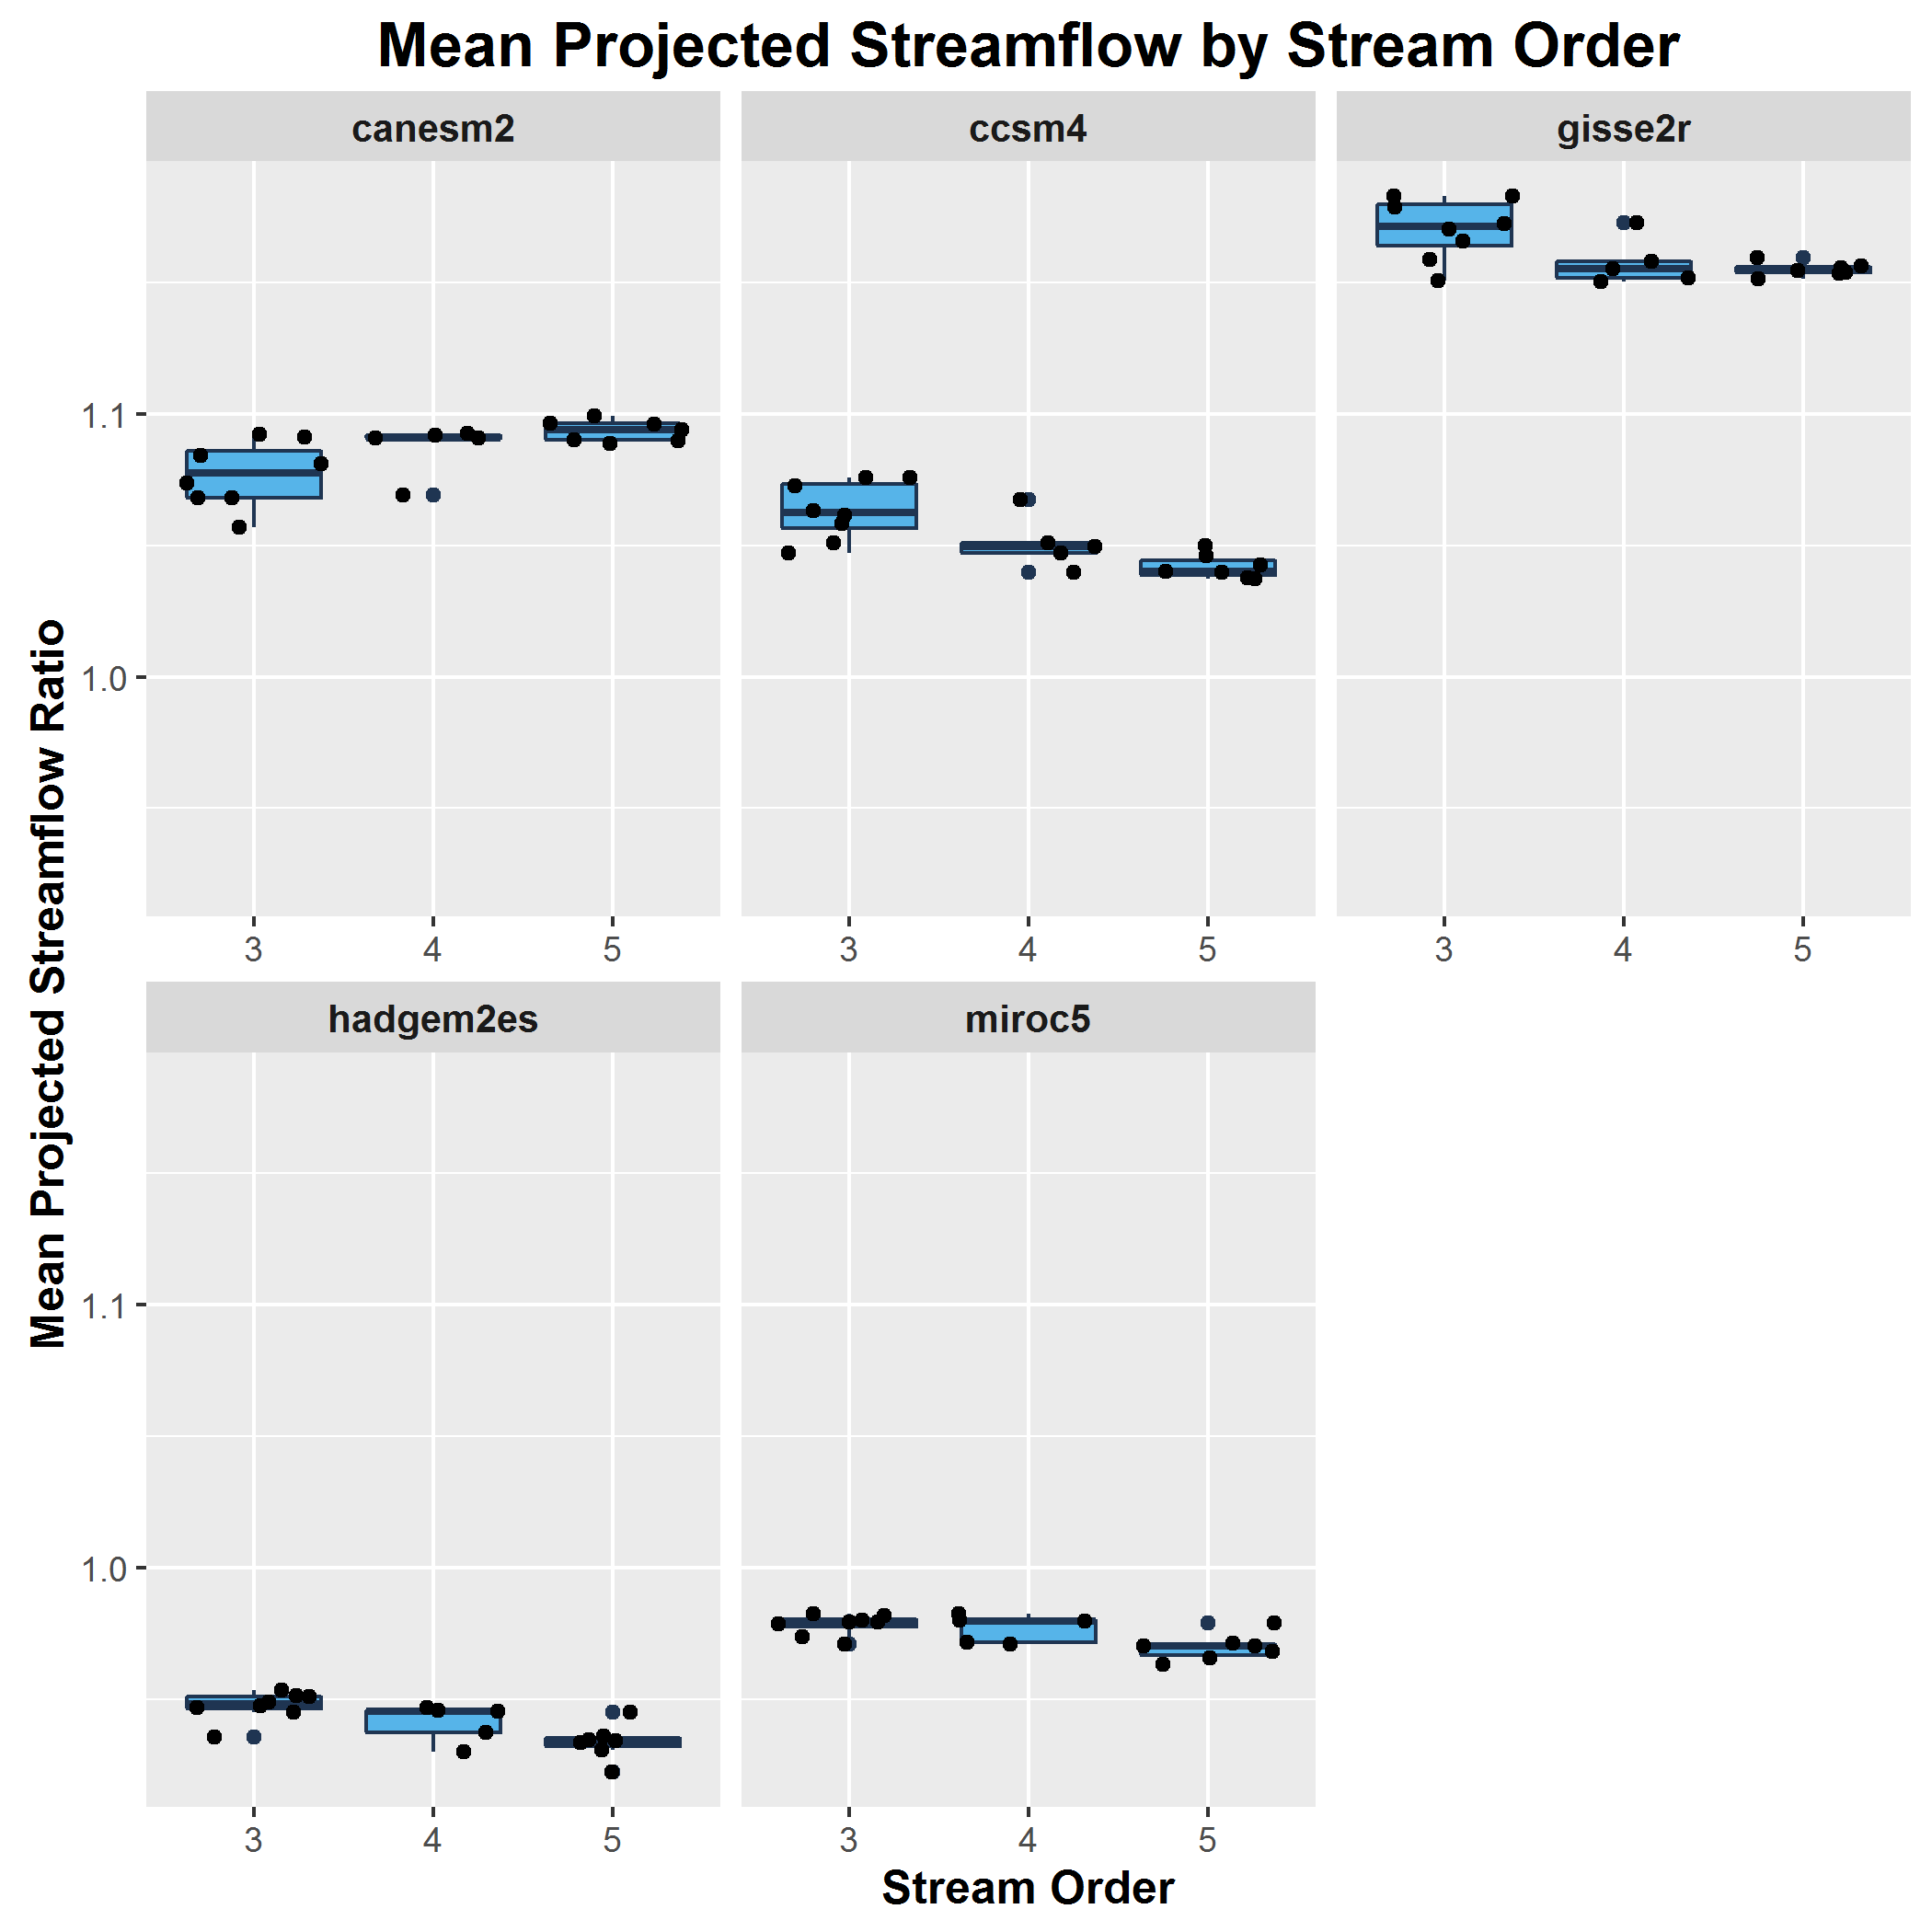 Mean Projected Streamflow by Stream Order
canesm2
ccsm4
gisse2r
1.1
1.0
3 4 5
3 4 5
3 4 5
Mean Projected Streamflow Ratio
hadgem2es
miroc5
1.1
1.0
3 4 5
3 4 5
Stream Order